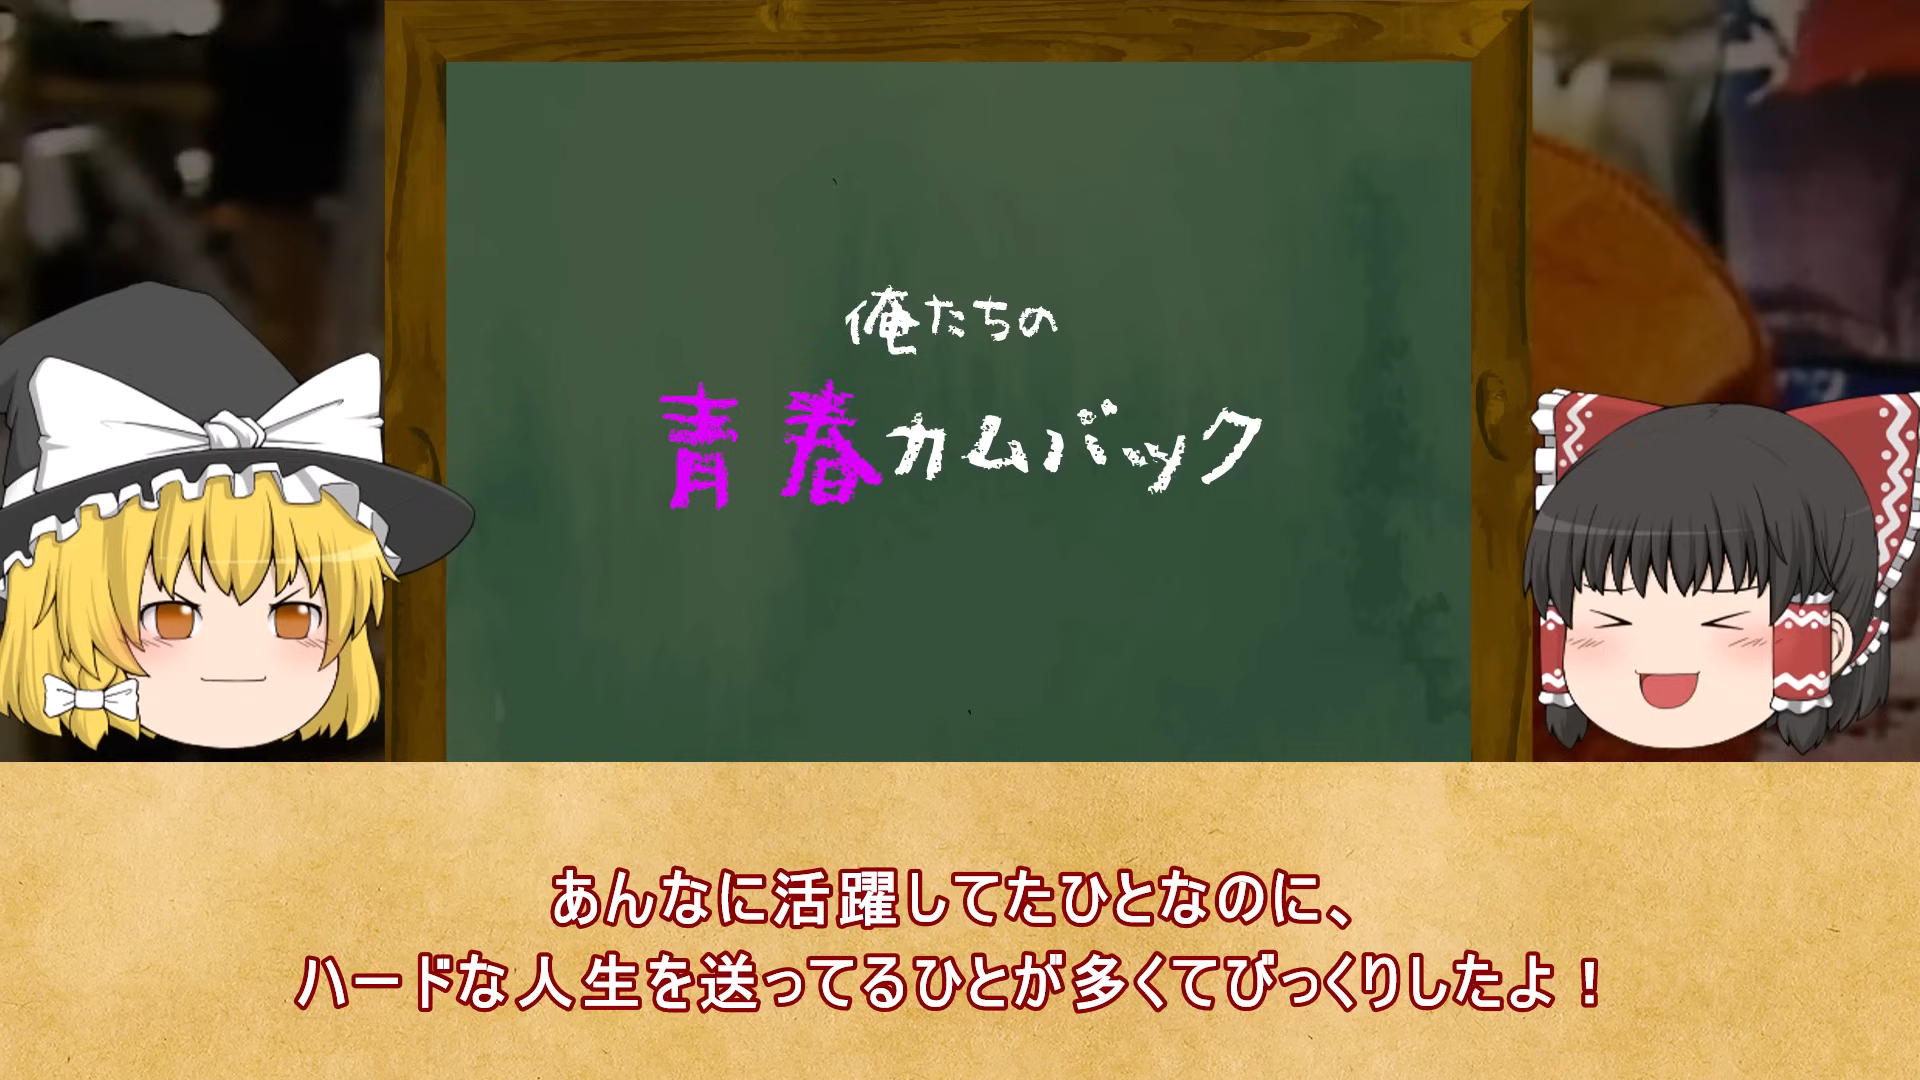 俺たちの
青春カムバック
あんなに活躍してたひとなのに、
ハードな人生を送ってるひとが多くてびっくりしたよ！